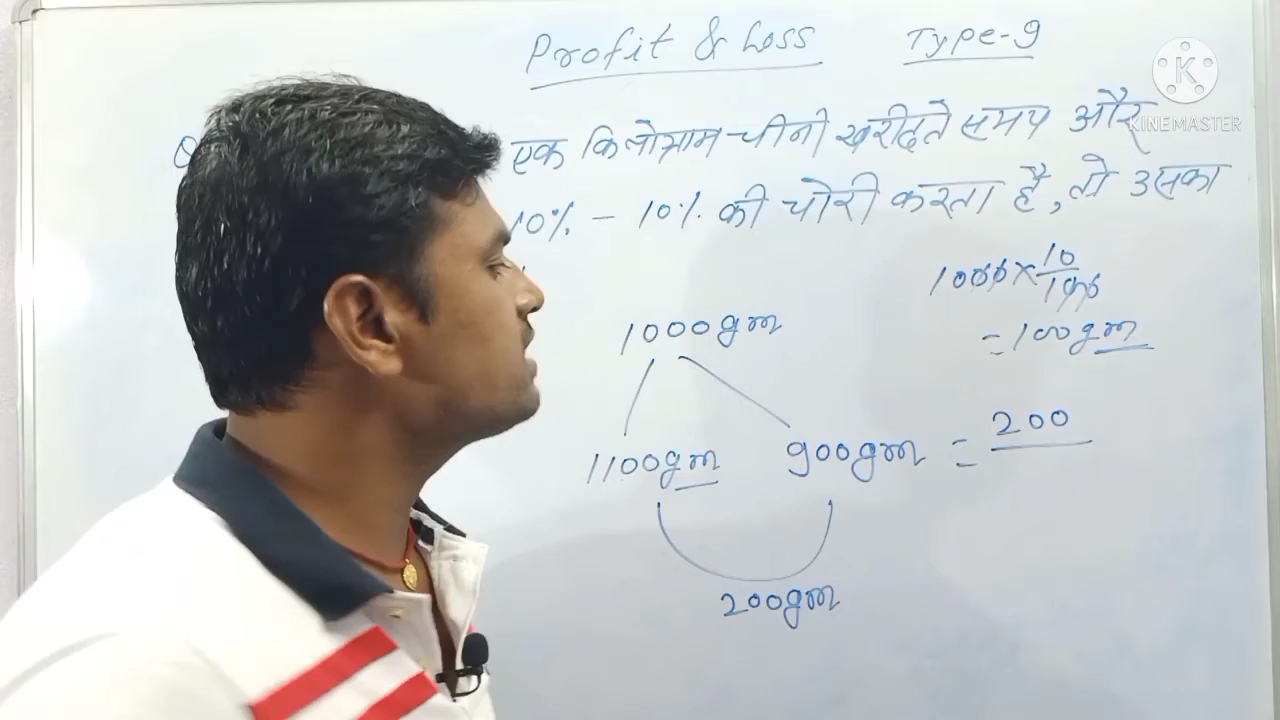 Profit & Loss Type-9
K
KINEMASTER
एक किलोग्राम चीनी खरीदते समय और
10% - 10% की चोरी करता है, तो उसका
1000 × 10/100
= 100gm
1000gm
1100gm 900gm = 200
200gm